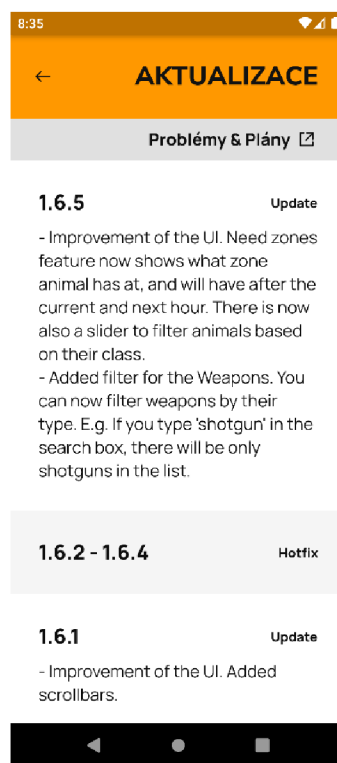 8:35
AKTUALIZACE
Problémy & Plány
1.6.5
Update
- Improvement of the UI. Need zones
feature now shows what zone
animal has at, and will have after the
current and next hour. There is now
also a slider to filter animals based
on their class.
- Added filter for the Weapons. You
can now filter weapons by their
type. E.g. If you type 'shotgun' in the
search box, there will be only
shotguns in the list.
1.6.2 - 1.6.4
Hotfix
1.6.1
Update
- Improvement of the UI. Added
scrollbars.